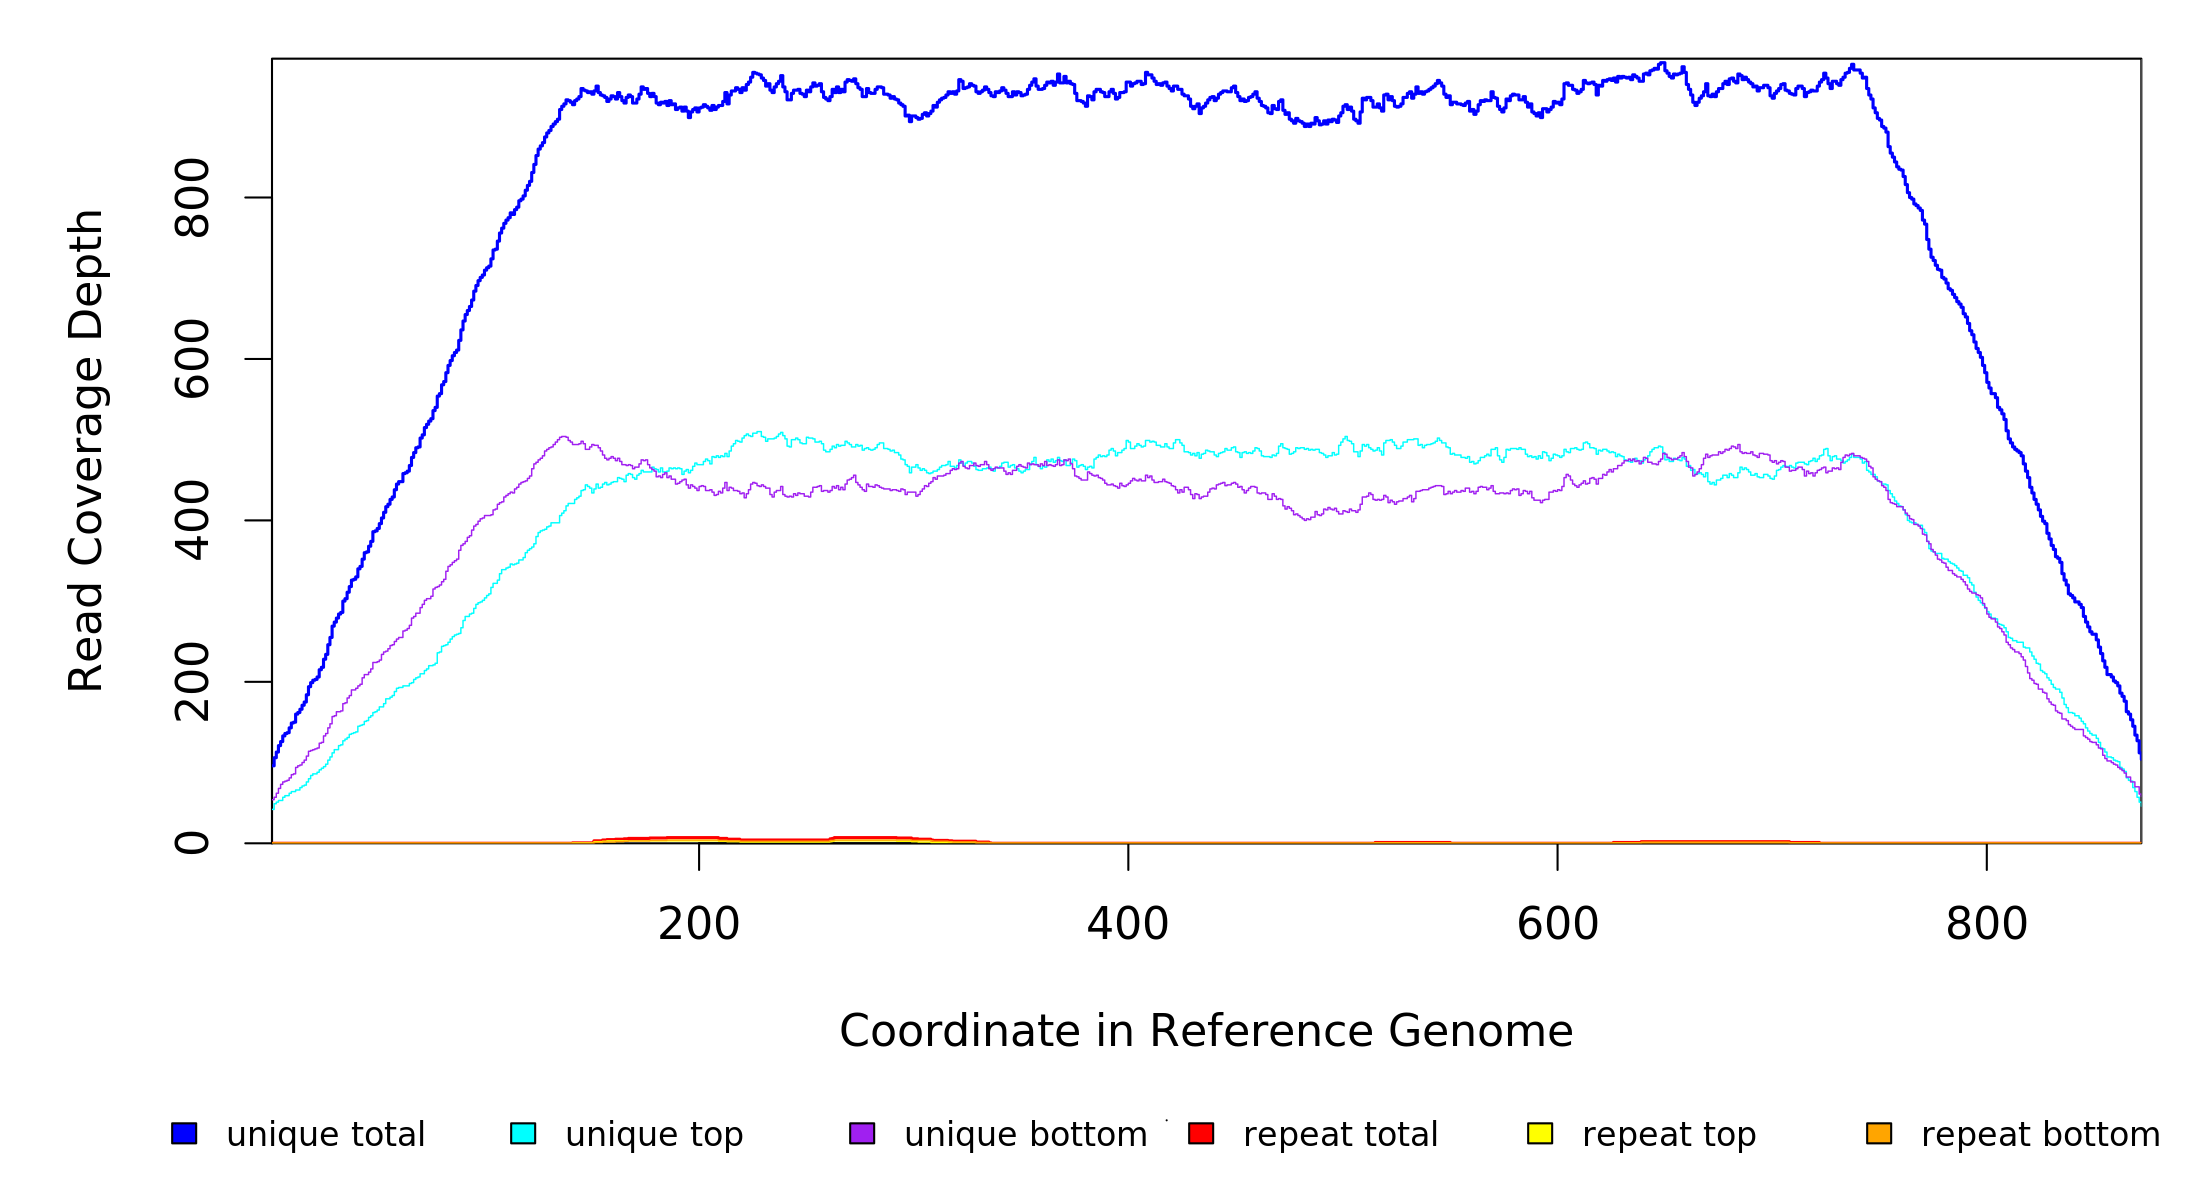 Read Coverage Depth
800
600
400
200
0
200 400 600 800
Coordinate in Reference Genome
unique total unique top unique bottom repeat total repeat top repeat bottom